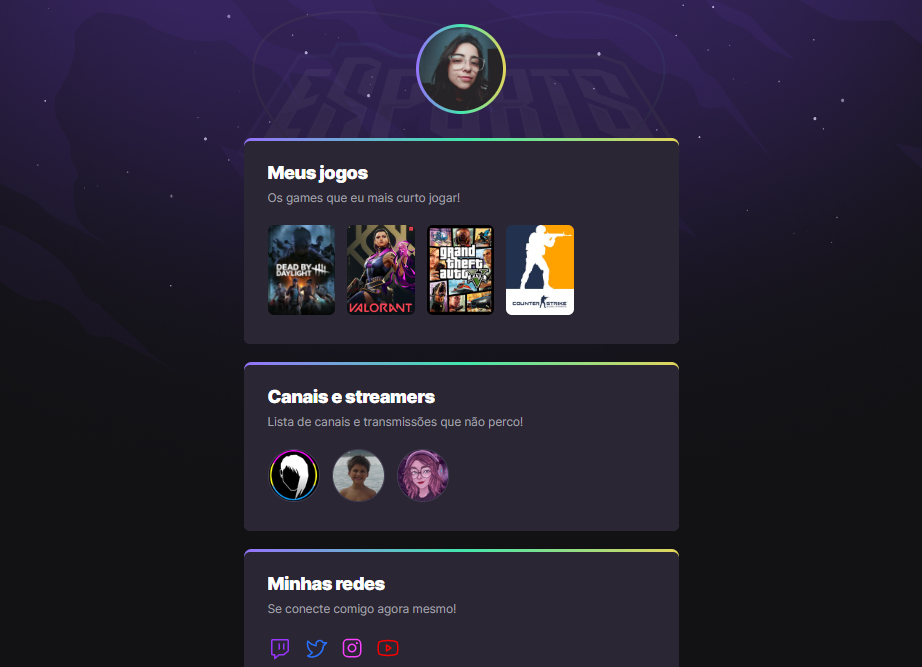 ESPORTS
Meus jogos
Os games que eu mais curto jogar!
DEAD BY
DAYLIGHT
VALORANT
grand
theft
auto
V
COUNTER STRIKE
Canais e streamers
Lista de canais e transmissões que não perco!
Minhas redes
Se conecte comigo agora mesmo!